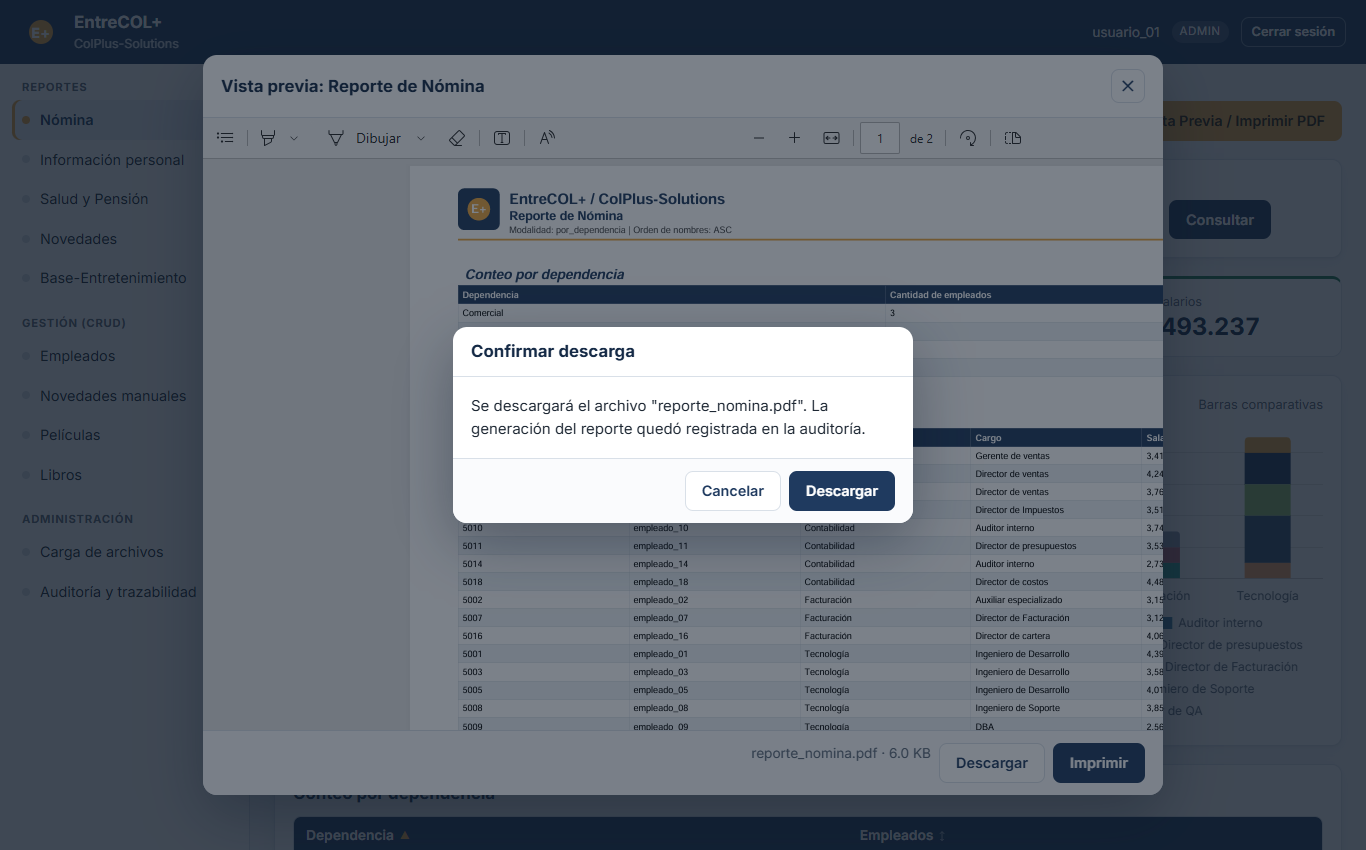 E+
EntreCOL+
ColPlus-Solutions
usuario_01
ADMIN
Cerrar sesión
REPORTES
Nómina
Información personal
Salud y Pensión
Novedades
Base-Entretenimiento
GESTIÓN (CRUD)
Empleados
Novedades manuales
Películas
Libros
ADMINISTRACIÓN
Carga de archivos
Auditoría y trazabilidad
Vista previa: Reporte de Nómina
Dibujar
1
de 2
E+
EntreCOL+ / ColPlus-Solutions
Reporte de Nómina
Modalidad: por_dependencia | Orden de nombres: ASC
Conteo por dependencia
Dependencia Cantidad de empleados
Comercial 3
Confirmar descarga
Se descargará el archivo "reporte_nomina.pdf". La
generación del reporte quedó registrada en la auditoría.
Cancelar
Descargar
Cargo
Gerente de ventas
Director de ventas
Director de ventas
Director de Impuestos
5010 empleado_10 Contabilidad Auditor interno
5011 empleado_11 Contabilidad Director de presupuestos
5014 empleado_14 Contabilidad Auditor interno
5018 empleado_18 Contabilidad Director de costos
5002 empleado_02 Facturación Auxiliar especializado
5007 empleado_07 Facturación Director de Facturación
5016 empleado_16 Facturación Director de cartera
5001 empleado_01 Tecnología Ingeniero de Desarrollo
5003 empleado_03 Tecnología Ingeniero de Desarrollo
5005 empleado_05 Tecnología Ingeniero de Desarrollo
5008 empleado_08 Tecnología Ingeniero de Soporte
5009 empleado_09 Tecnología DBA
reporte_nomina.pdf · 6.0 KB
Descargar
Imprimir
Previa / Imprimir PDF
Consultar
493.237
Barras comparativas
Tecnología
Auditor interno
Director de presupuestos
Director de Facturación
de Soporte
de QA
Conteo por dependencia
Dependencia Empleados